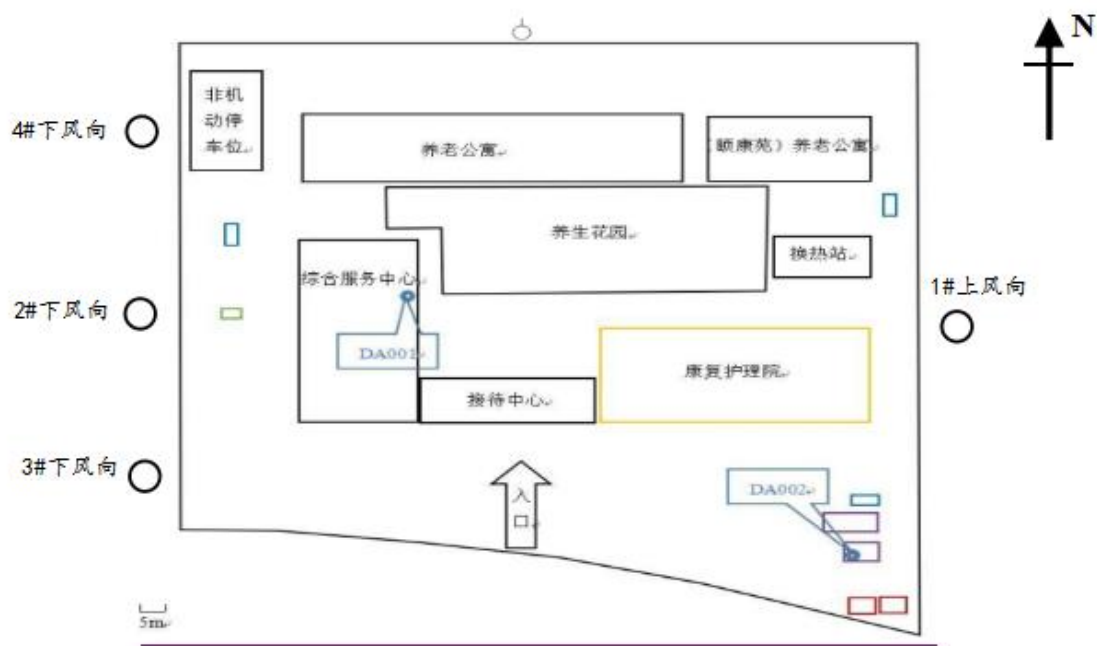 N
非机
动停
车位
4#下风向
养老公寓
(颐康苑)养老公寓
养生花园
换热站
综合服务中心
1#上风向
2#下风向
DA001
康复护理院
接待中心
3#下风向
DA002
入
口
5m